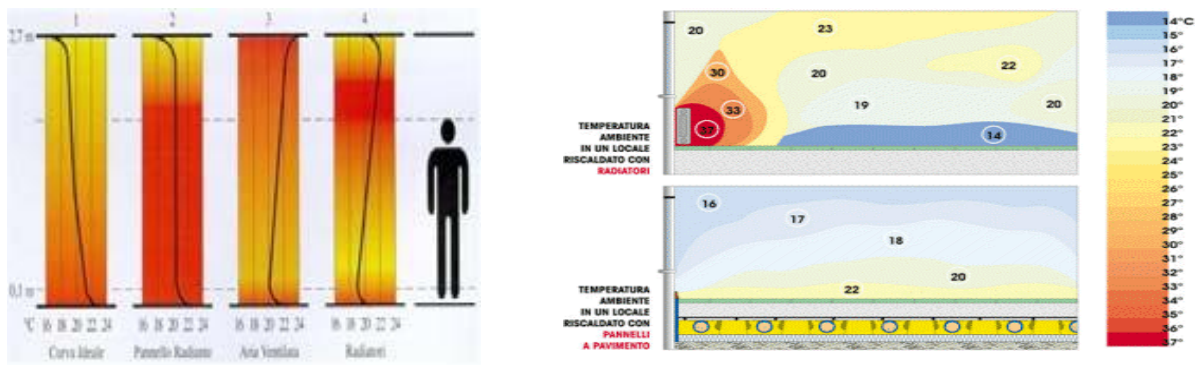 1 2 3 4
2,7 m
0,1 m
°C 16 18 20 22 24 16 18 20 22 24 16 18 20 22 24 16 18 20 22 24
Curva Ideale Pannello Radiante Aria Ventilata Radiatori
20 23
30 20 22
33 19 20
37 14
TEMPERATURA
AMBIENTE
IN UN LOCALE
RISCALDATO CON
RADIATORI
16 17
18
20
22
TEMPERATURA
AMBIENTE
IN UN LOCALE
RISCALDATO CON
PANNELLI
A PAVIMENTO
14°C
15°
16°
17°
18°
19°
20°
21°
22°
23°
24°
25°
26°
27°
28°
29°
30°
31°
32°
33°
34°
35°
36°
37°